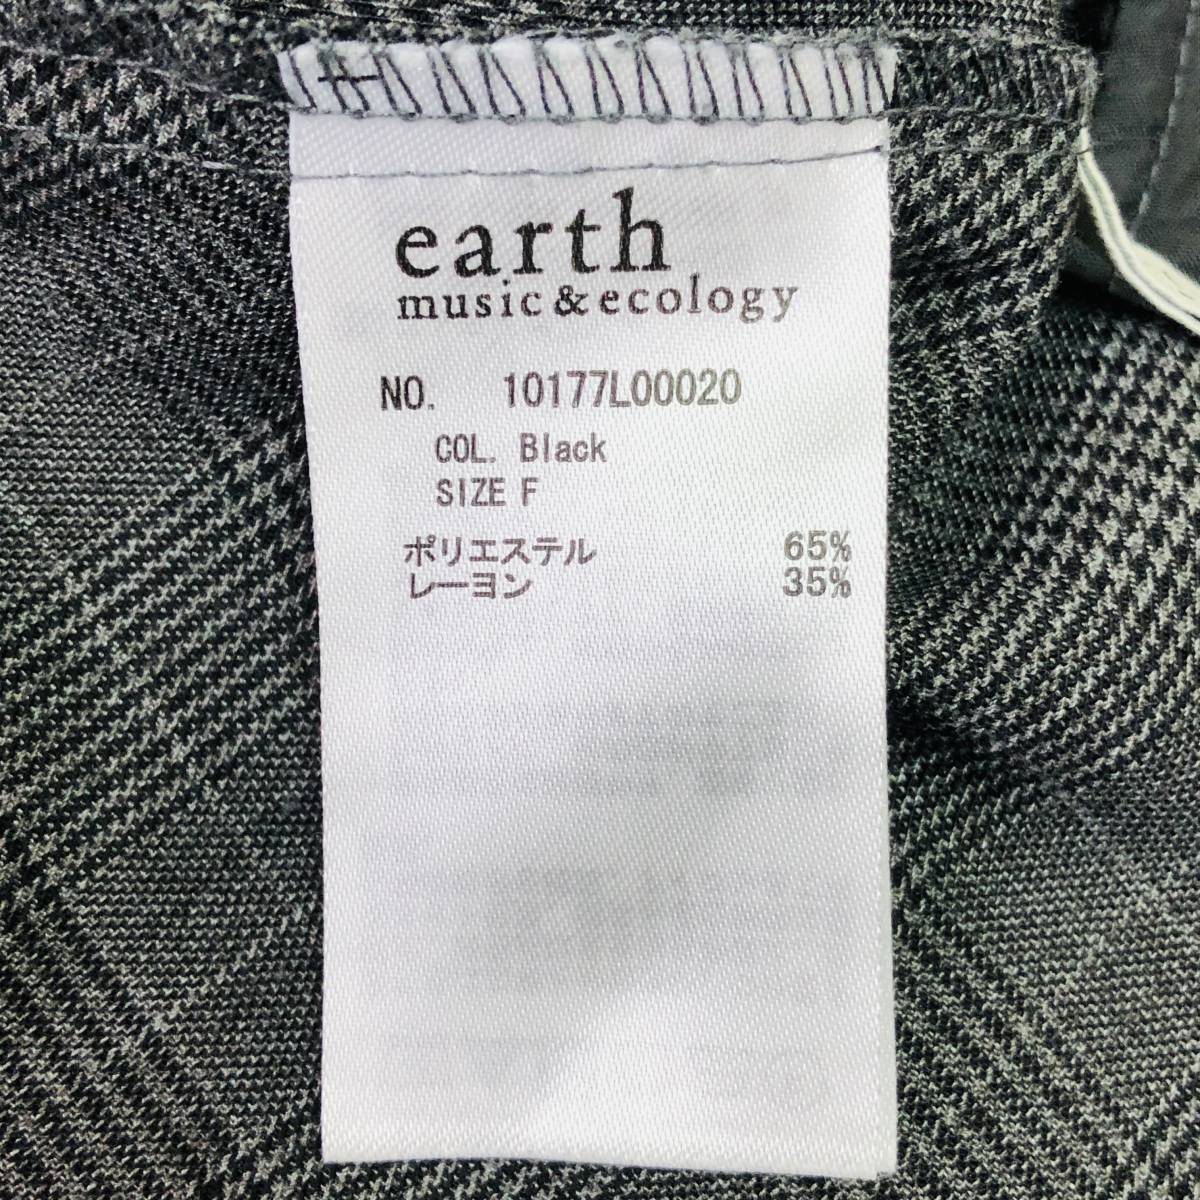 earth
music&ecology
NO. 10177L00020
COL. Black
SIZE F
ポリエステル 65%
レーヨン 35%